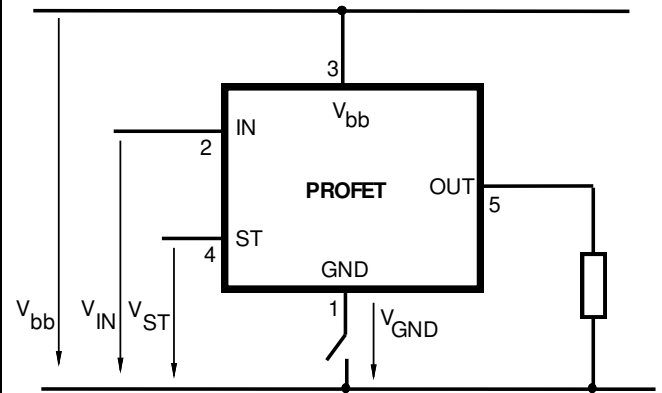 3
V_bb
IN
2
PROFET
OUT
5
ST
4
GND
V_bb
V_IN
V_ST
1
V_GND